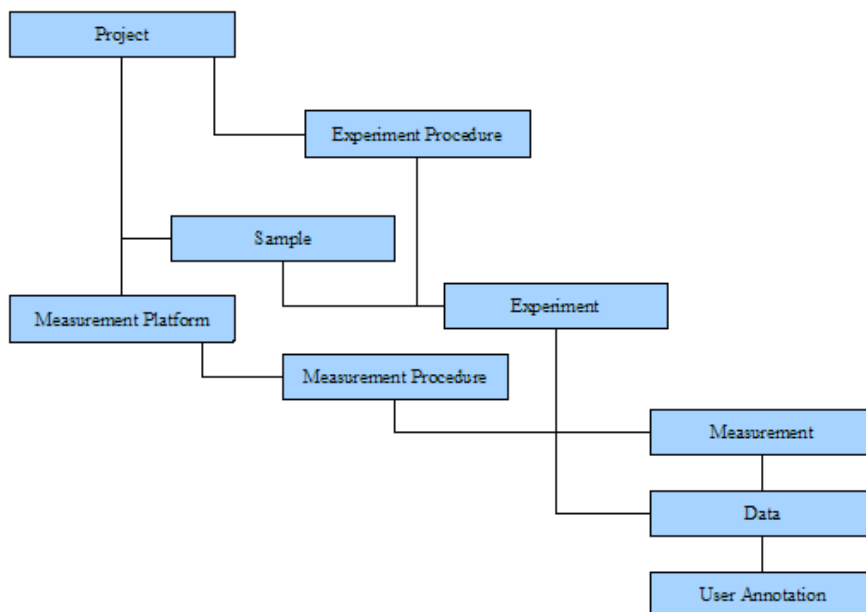 Project
Experiment Procedure
Sample
Experiment
Measurement Platform
Measurement Procedure
Measurement
Data
User Annotation